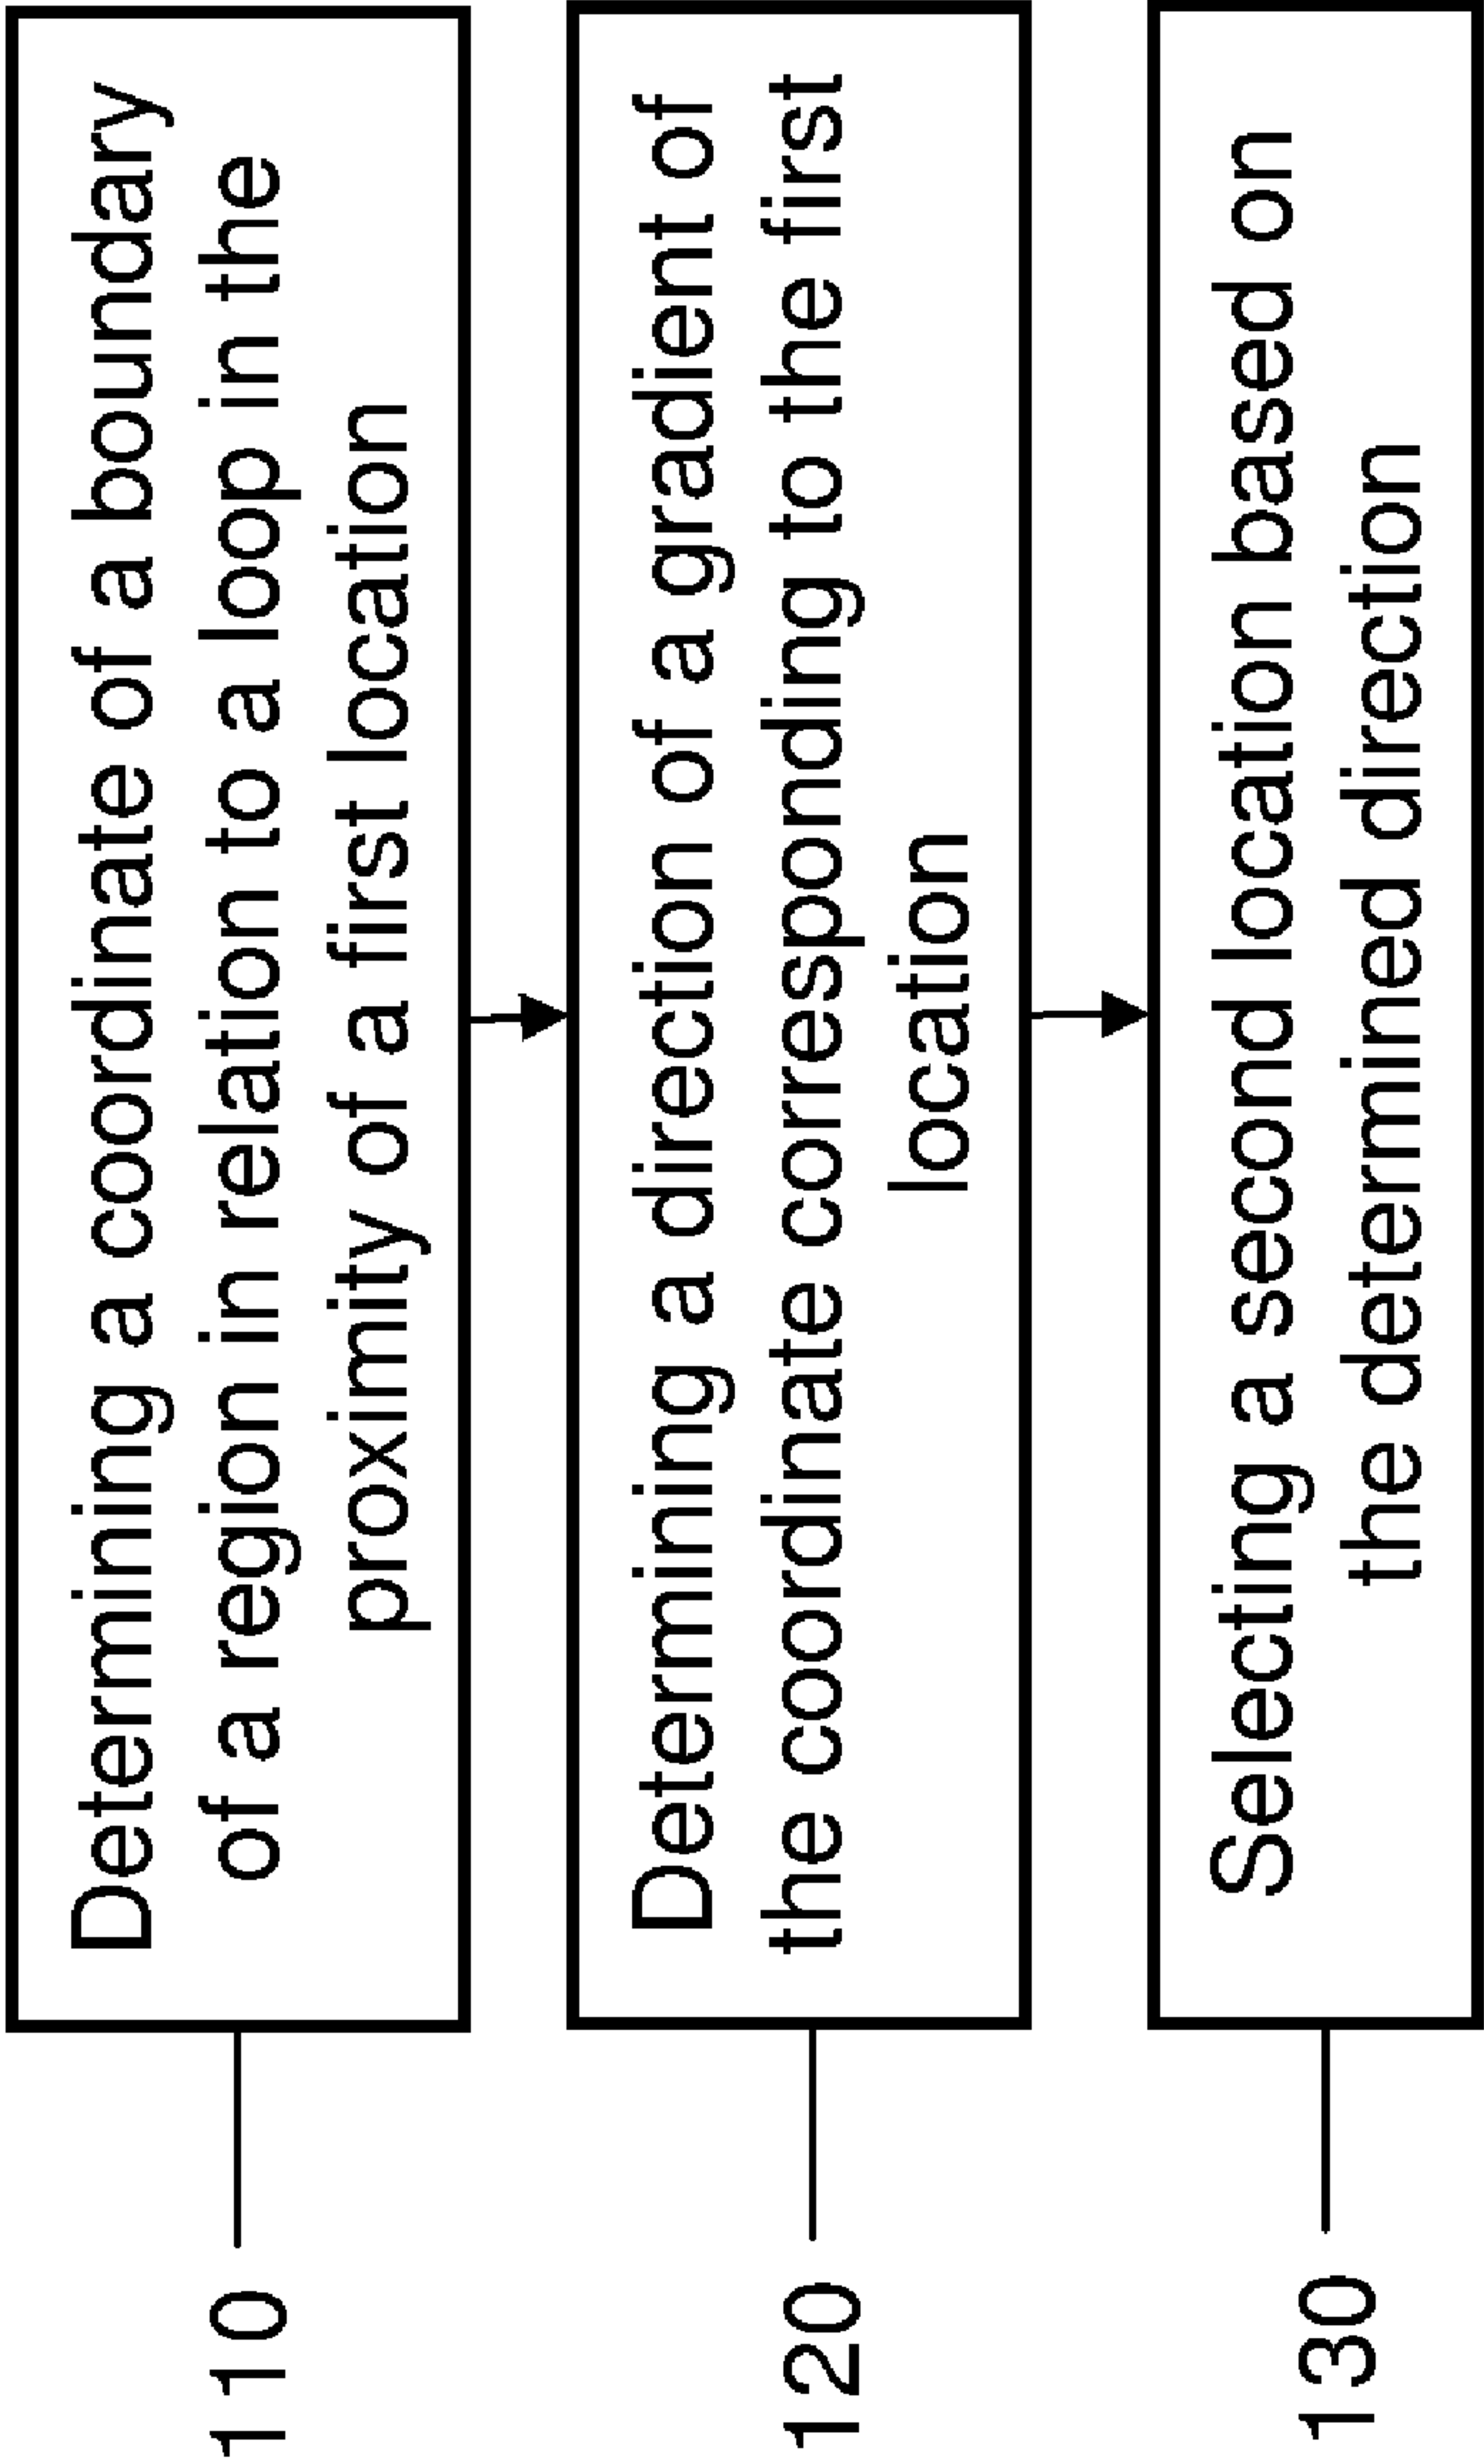 110
Determining a coordinate of a boundary
of a region in relation to a loop in the
proximity of a first location
120
Determining a direction of a gradient of
the coordinate corresponding to the first
location
130
Selecting a second location based on
the determined direction